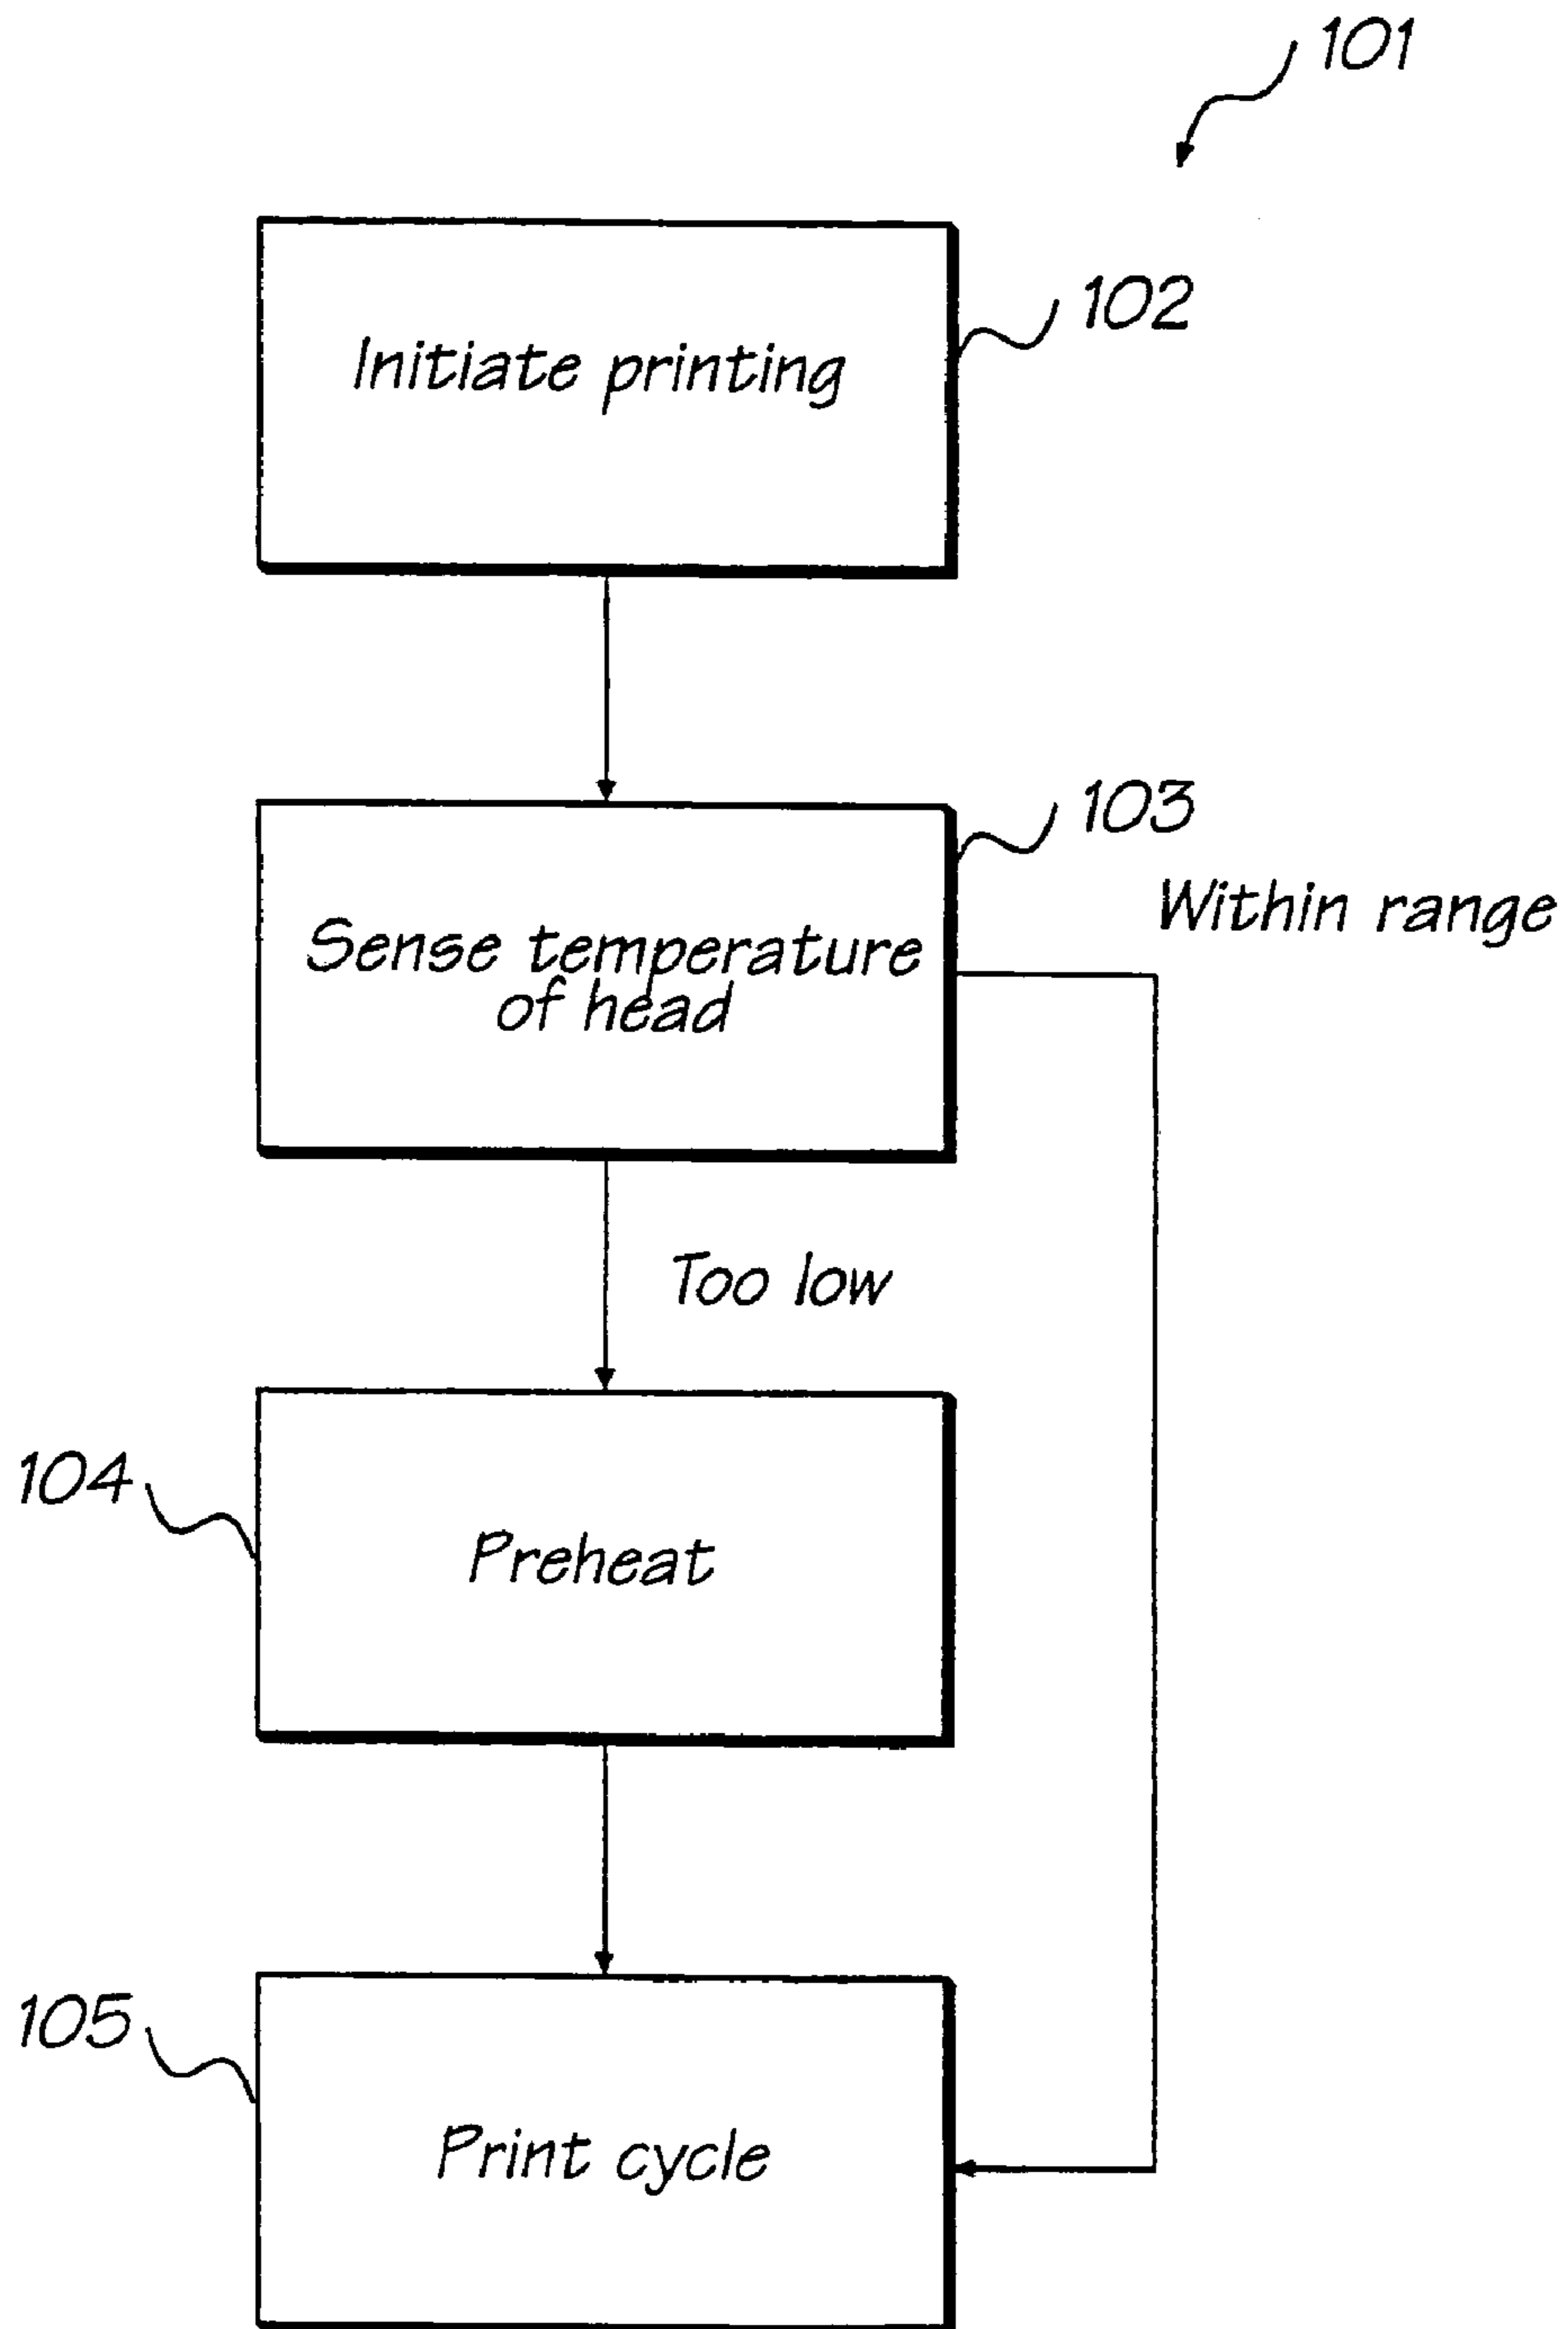 101
Initiate printing
102
Sense temperature
of head
103
Within range
Too low
104
Preheat
105
Print cycle